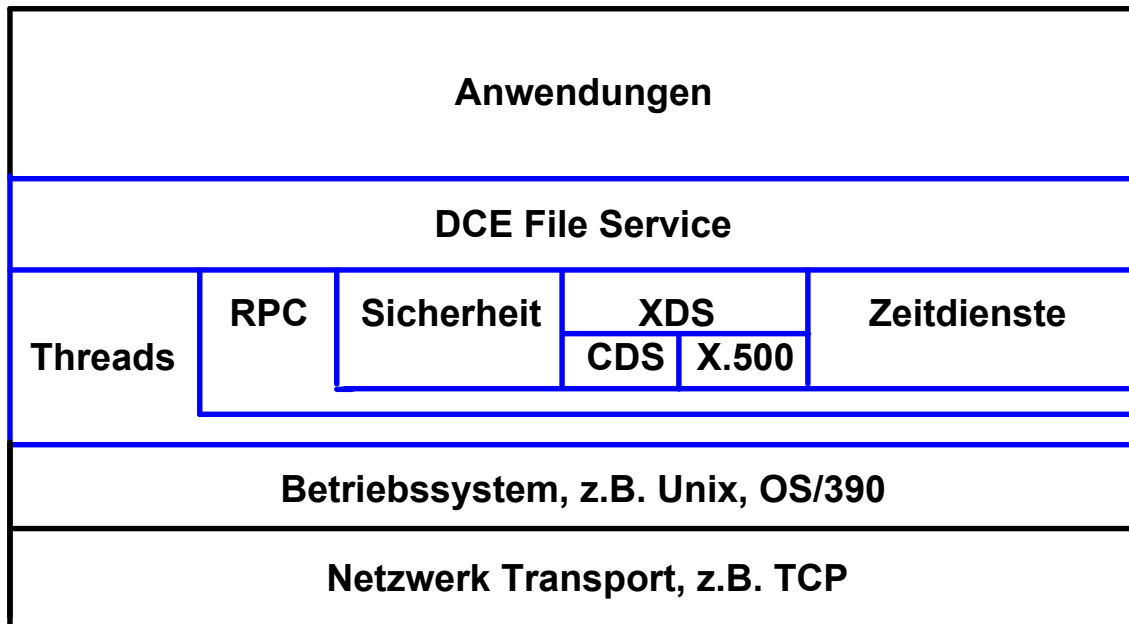 Anwendungen
DCE File Service
RPC Sicherheit XDS Zeitdienste
Threads CDS X.500
Betriebssystem, z.B. Unix, OS/390
Netzwerk Transport, z.B. TCP